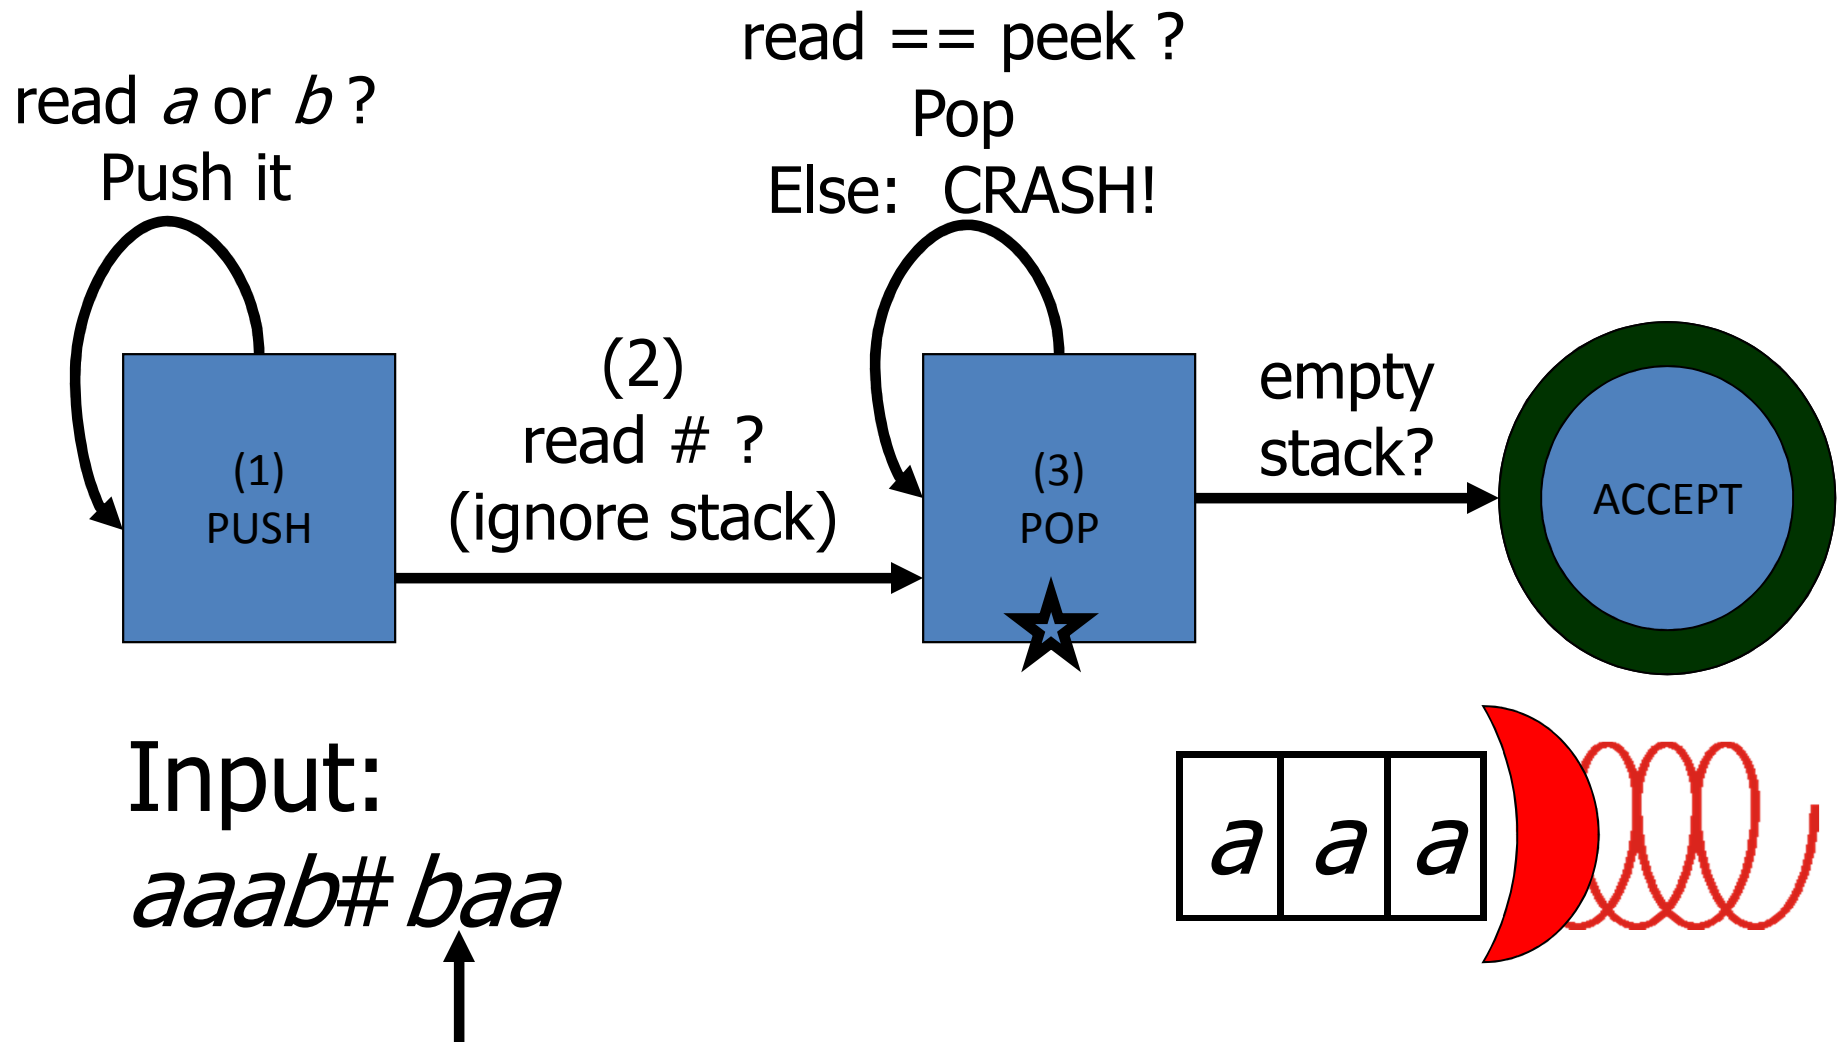 read == peek ?
Pop
Else: CRASH!
read a or b ?
Push it
(2)
read # ?
(ignore stack)
empty
stack?
(1)
PUSH
(3)
POP
ACCEPT
Input:
aaab#baa
a a a